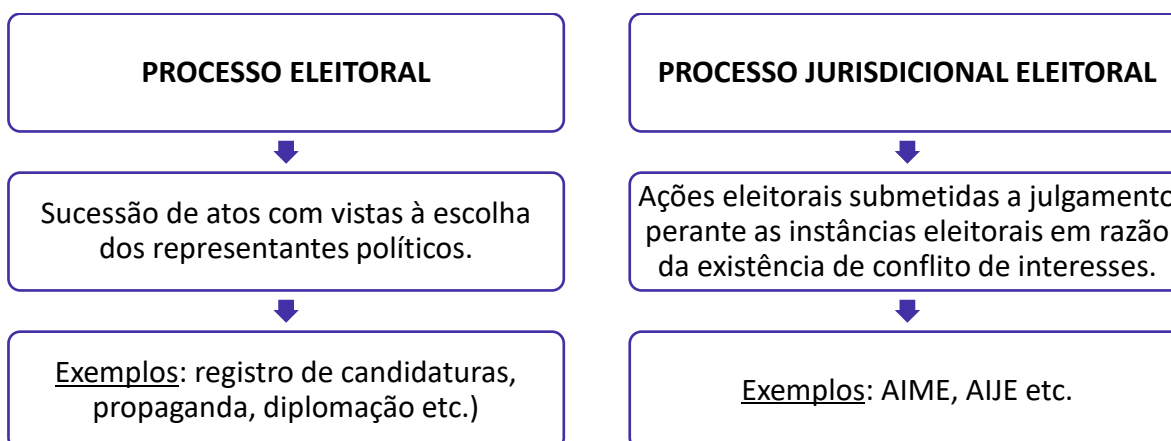 PROCESSO ELEITORAL
Sucessão de atos com vistas à escolha
dos representantes políticos.
Exemplos: registro de candidaturas,
propaganda, diplomação etc.)
PROCESSO JURISDICIONAL ELEITORAL
Ações eleitorais submetidas a julgamento
perante as instâncias eleitorais em razão
da existência de conflito de interesses.
Exemplos: AIME, AIJE etc.